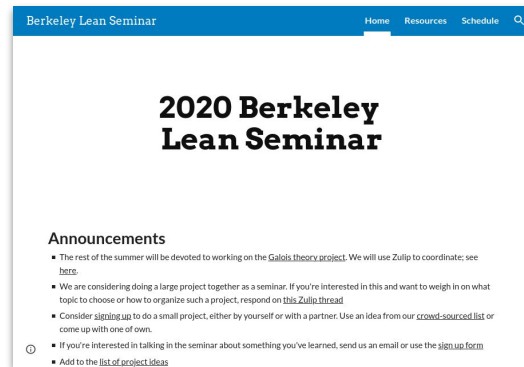 Berkeley Lean Seminar
Home Resources Schedule
2020 Berkeley
Lean Seminar
Announcements
▪ The rest of the summer will be devoted to working on the Galois theory project. We will use Zulip to coordinate; see
here.
▪ We are considering doing a large project together as a seminar. If you're interested in this and want to weigh in on what
topic to choose or how to organize such a project, respond on this Zulip thread
▪ Consider signing up to do a small project, either by yourself or with a partner. Use an idea from our crowd-sourced list or
come up with one of own.
▪ If you're interested in talking in the seminar about something you've learned, send us an email or use the sign up form
▪ Add to the list of project ideas